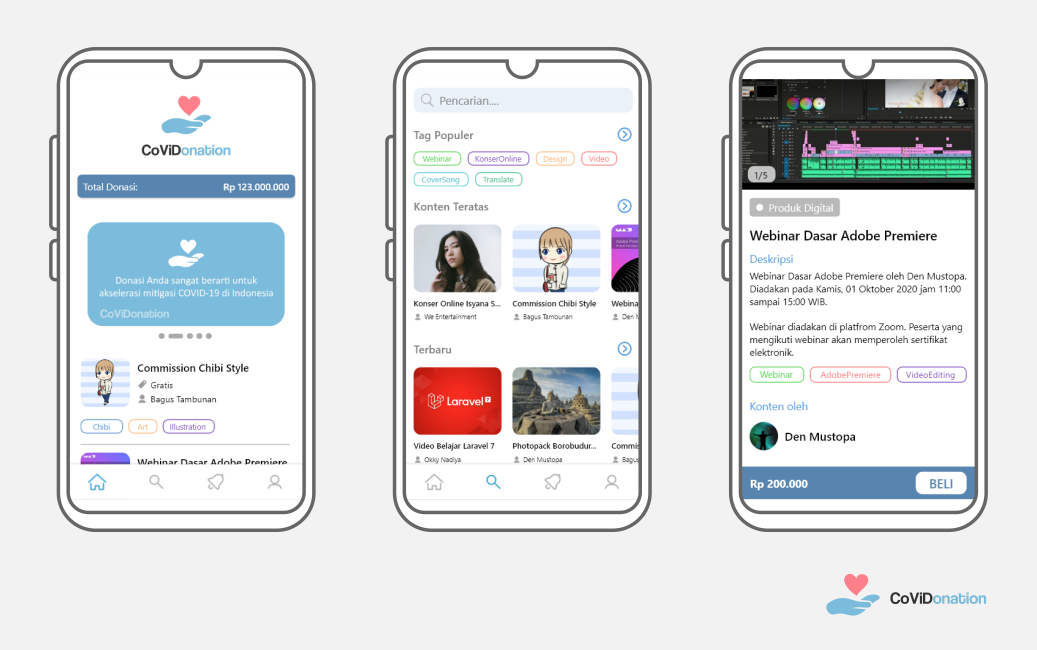 CoViDonation
Total Donasi: Rp 123.000.000
Donasi Anda sangat berarti untuk
akselerasi mitigasi COVID-19 di Indonesia
CoViDonation
Commission Chibi Style
Gratis
Bagus Tambunan
Chibi Art Illustration
Webinar Dasar Adobe Premiere
Pencarian....
Tag Populer
Webinar KonserOnline Design Video
CoverSong Translate
Konten Teratas
Konser Online Isyana S... Commission Chibi Style Webina
We Entertainment Bagus Tambunan Den
Terbaru
Laravel 7
Video Belajar Laravel 7 Photopack Borobudur... Commis
Okky Nadiya Den Mustopa Bagu
1/5
Produk Digital
Webinar Dasar Adobe Premiere
Deskripsi
Webinar Dasar Adobe Premiere oleh Den Mustopa.
Diadakan pada Kamis, 01 Oktober 2020 jam 11:00
sampai 15:00 WIB.
Webinar diadakan di platfrom Zoom. Peserta yang
mengikuti webinar akan memperoleh sertifikat
elektronik.
Webinar AdobePremiere VideoEditing
Konten oleh
Den Mustopa
Rp 200.000 BELI
CoViDonation